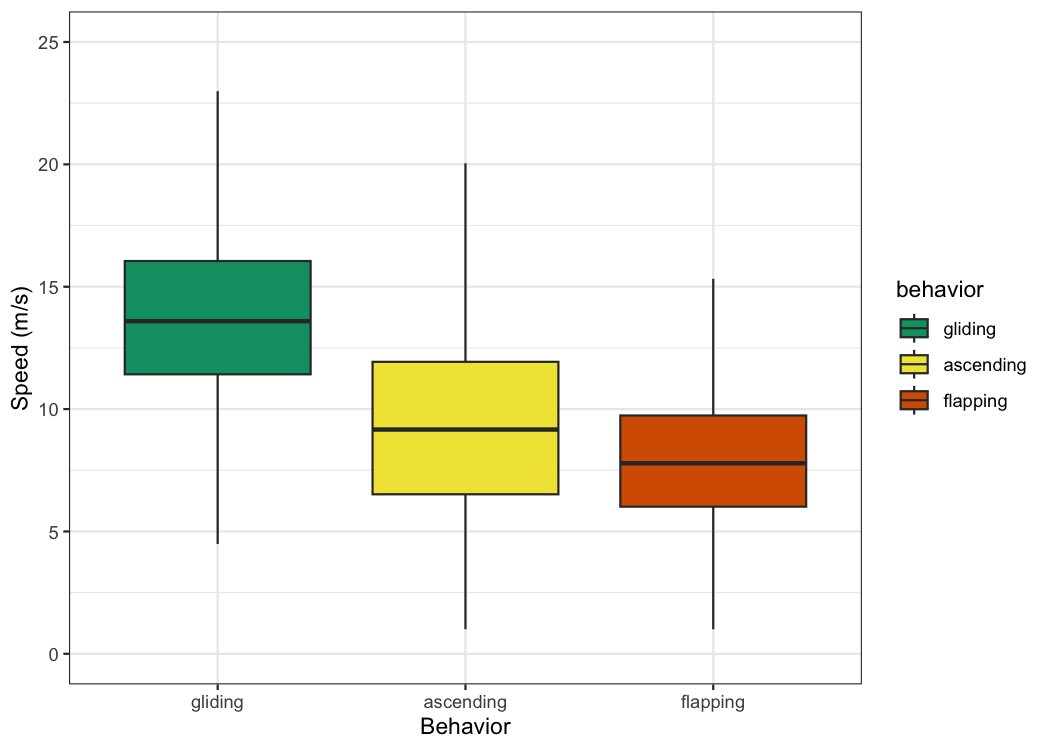 25
20
15
10
5
0
Speed (m/s)
gliding
ascending
flapping
Behavior
behavior
gliding
ascending
flapping